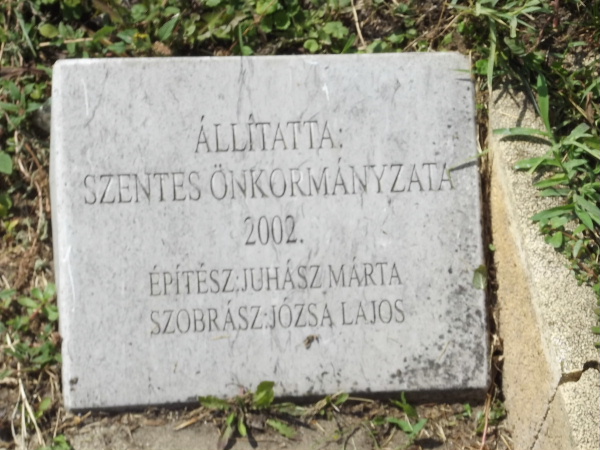 ÁLLÍTATTA:
SZENTES ÖNKORMÁNYZATA
2002.
ÉPÍTÉSZ:JUHÁSZ MÁRTA
SZOBRÁSZ:JÓZSA LAJOS